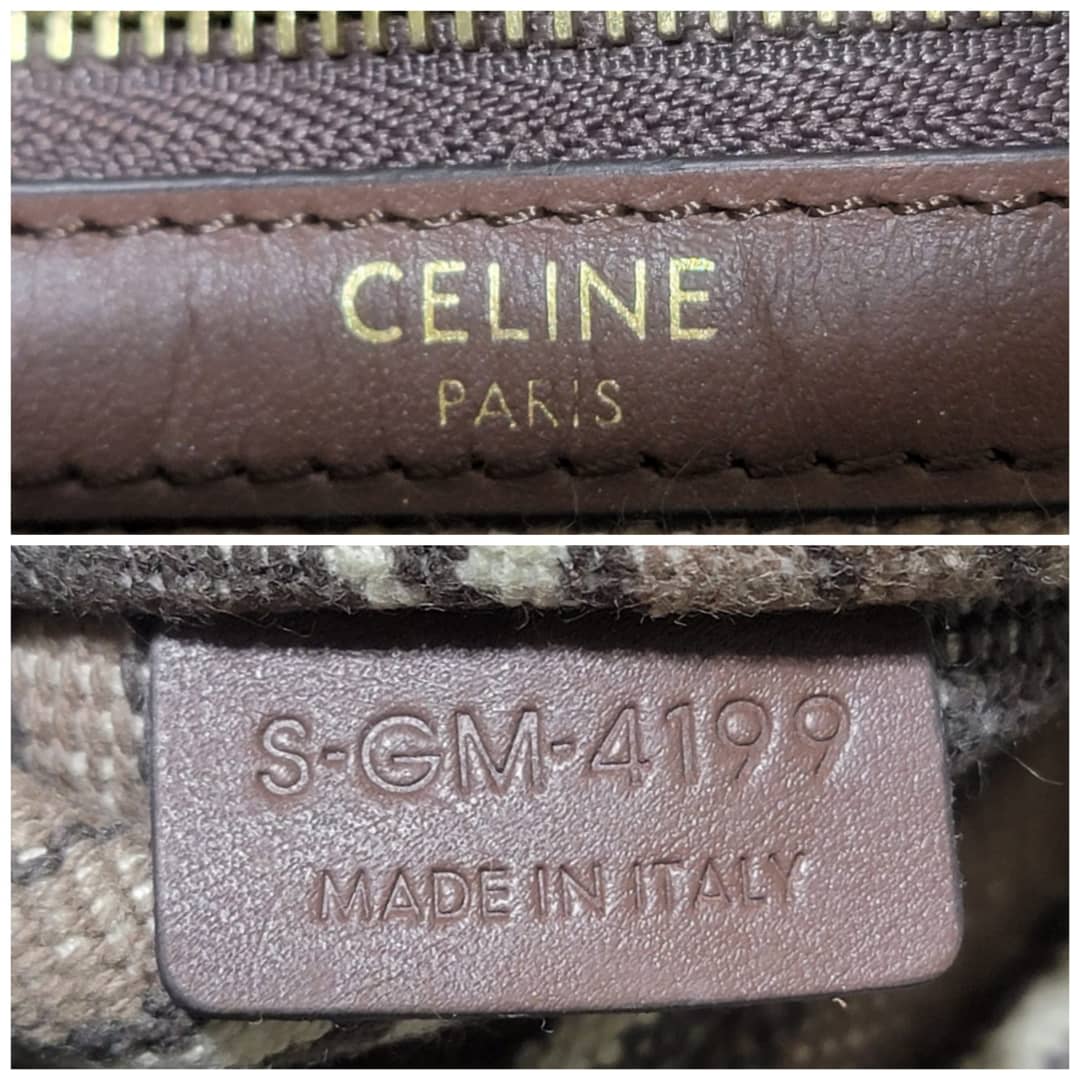 CELINE
PARIS
S-GM-4199
MADE IN ITALY